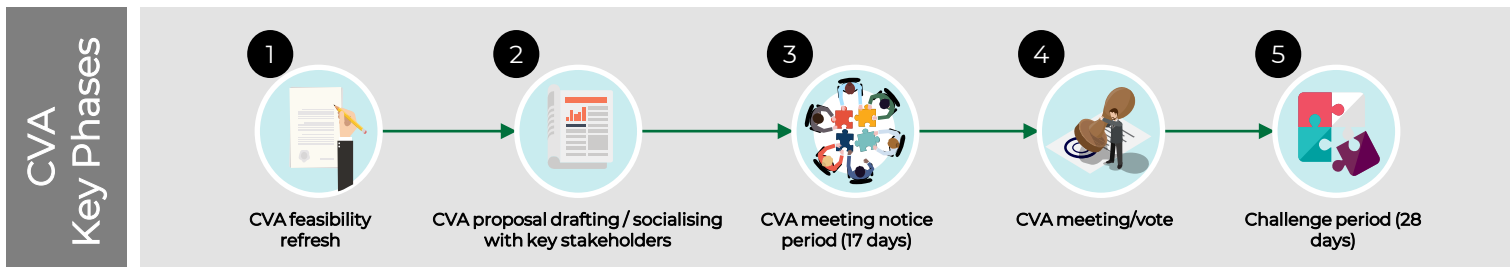 CVA
Key Phases
1
CVA feasibility
refresh
2
CVA proposal drafting / socialising
with key stakeholders
3
CVA meeting notice
period (17 days)
4
CVA meeting/vote
5
Challenge period (28
days)